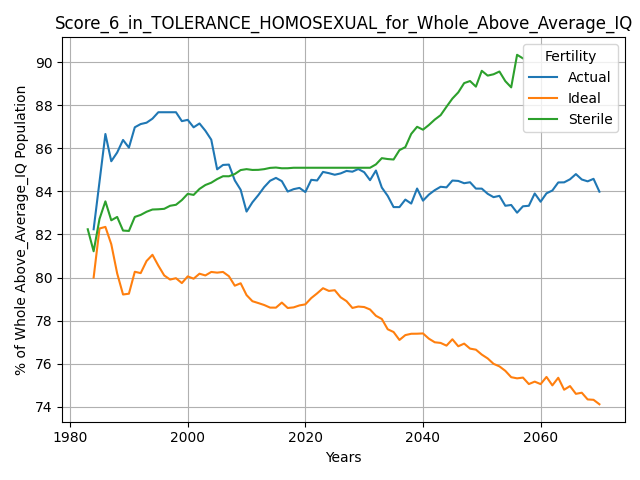 Score_6_in_TOLERANCE_HOMOSEXUAL_for_Whole_Above_Average_IQ
% of Whole Above_Average_IQ Population
90
88
86
84
82
80
78
76
74
Fertility
Actual
Ideal
Sterile
1980
2000
2020
2040
2060
Years